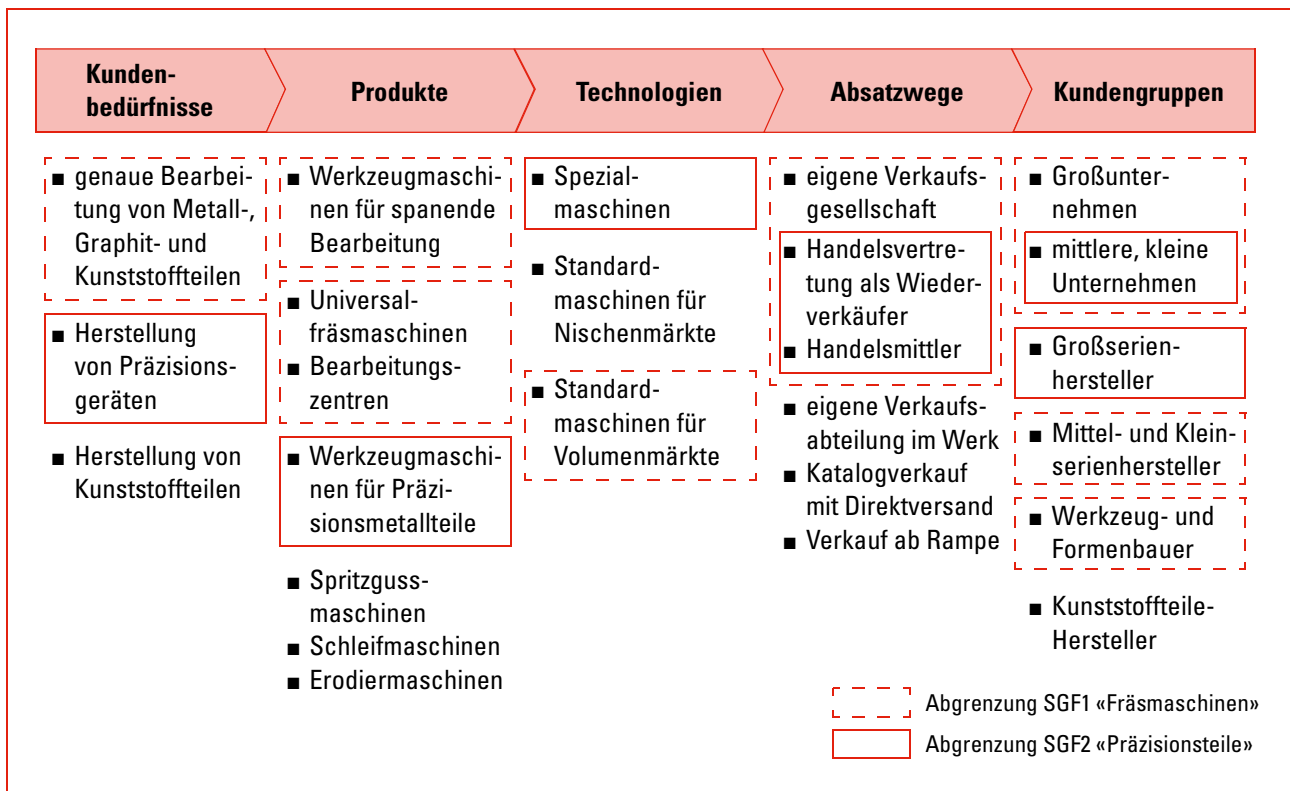 Kunden-
bedürfnisse
Produkte
Technologien
Absatzwege
Kundengruppen
■ genaue Bearbei-
tung von Metall-,
Graphit- und
Kunststoffteilen
■ Herstellung
von Präzisions-
geräten
■ Herstellung von
Kunststoffteilen
■ Werkzeugmaschi-
nen für spanende
Bearbeitung
■ Universal-
fräsmaschinen
■ Bearbeitungs-
zentren
■ Werkzeugmaschi-
nen für Präzi-
sionsmetallteile
■ Spritzguss-
maschinen
■ Schleifmaschinen
■ Erodiermaschinen
■ Spezial-
maschinen
■ Standard-
maschinen für
Nischenmärkte
■ Standard-
maschinen für
Volumenmärkte
■ eigene Verkaufs-
gesellschaft
■ Handelsvertre-
tung als Wieder-
verkäufer
■ Handelsmittler
■ eigene Verkaufs-
abteilung im Werk
■ Katalogverkauf
mit Direktversand
■ Verkauf ab Rampe
■ Großunter-
nehmen
■ mittlere, kleine
Unternehmen
■ Großserien-
hersteller
■ Mittel- und Klein-
serienhersteller
■ Werkzeug- und
Formenbauer
■ Kunststoffteile-
Hersteller
Abgrenzung SGF1 «Fräsmaschinen»
Abgrenzung SGF2 «Präzisionsteile»